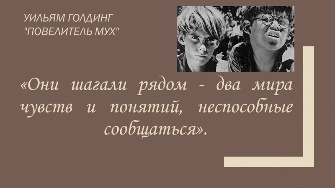 УИЛЬЯМ ГОЛДИНГ
"ПОВЕЛИТЕЛЬ МУХ"
«Они шагали рядом - два мира
чувств и понятий, неспособные
сообщаться».